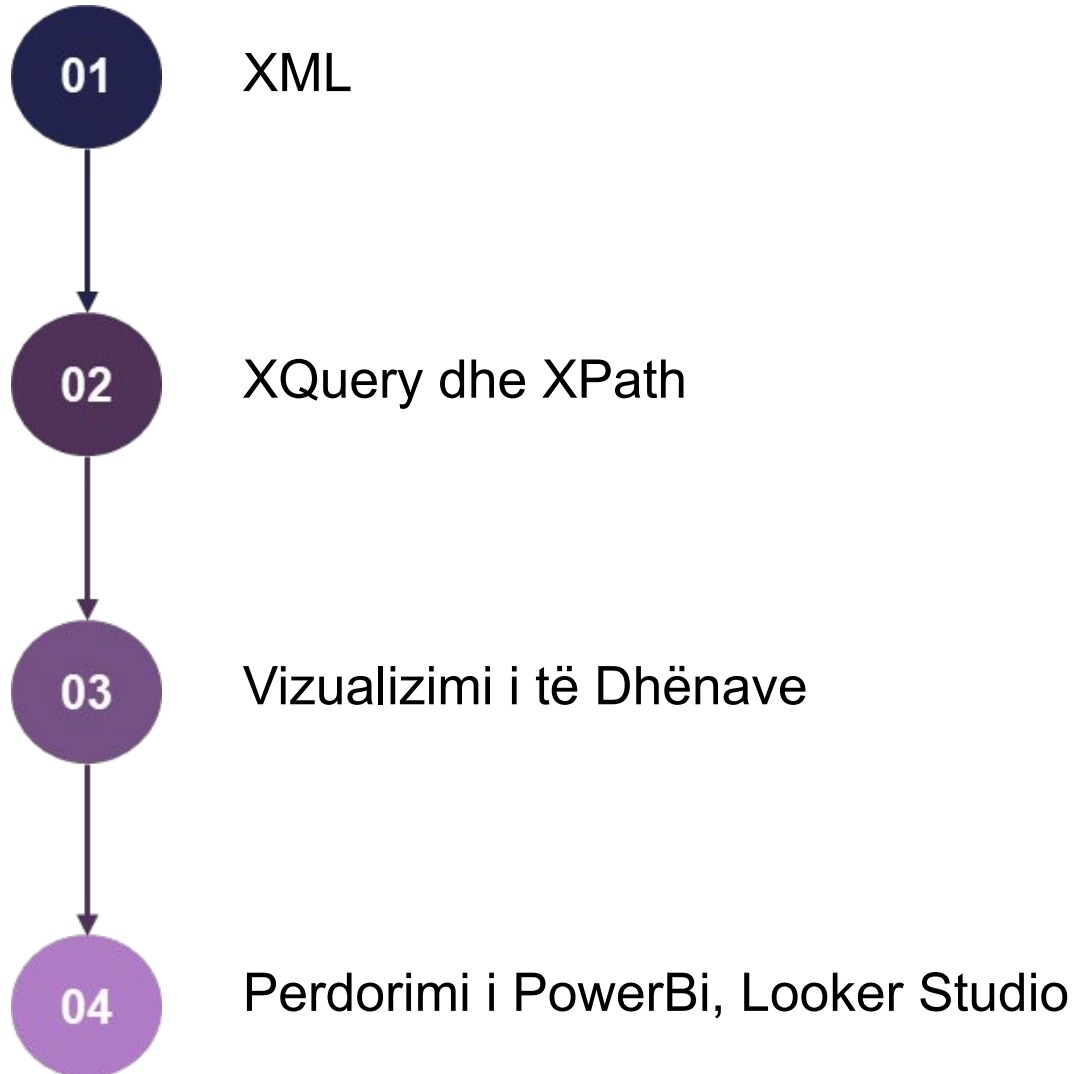 01 XML
02 XQuery dhe XPath
03 Vizualizimi i të Dhënave
04 Perdorimi i PowerBi, Looker Studio